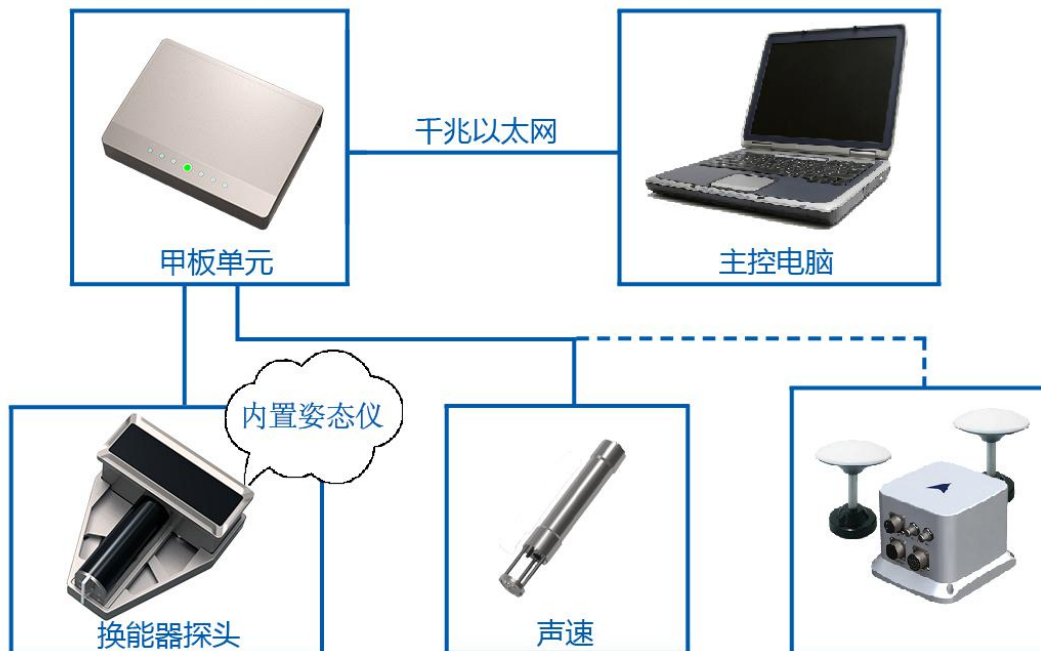 千兆以太网
甲板单元
主控电脑
内置姿态仪
换能器探头
声速